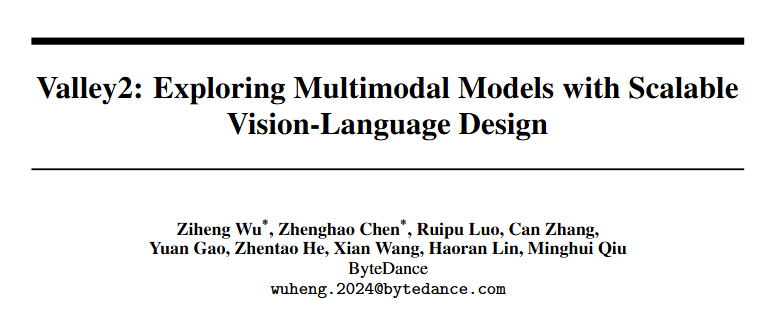 Valley2: Exploring Multimodal Models with Scalable
Vision-Language Design
Ziheng Wu*, Zhenghao Chen*, Ruipu Luo, Can Zhang,
Yuan Gao, Zhentao He, Xian Wang, Haoran Lin, Minghui Qiu
ByteDance
wuheng.2024@bytedance.com